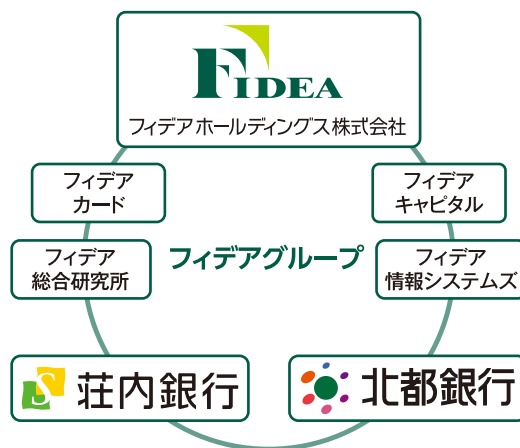 FIDEA
フィデアホールディングス株式会社
フィデア
カード
フィデア
キャピタル
フィデア
総合研究所
フィデアグループ
フィデア
情報システムズ
S
荘内銀行
北都銀行